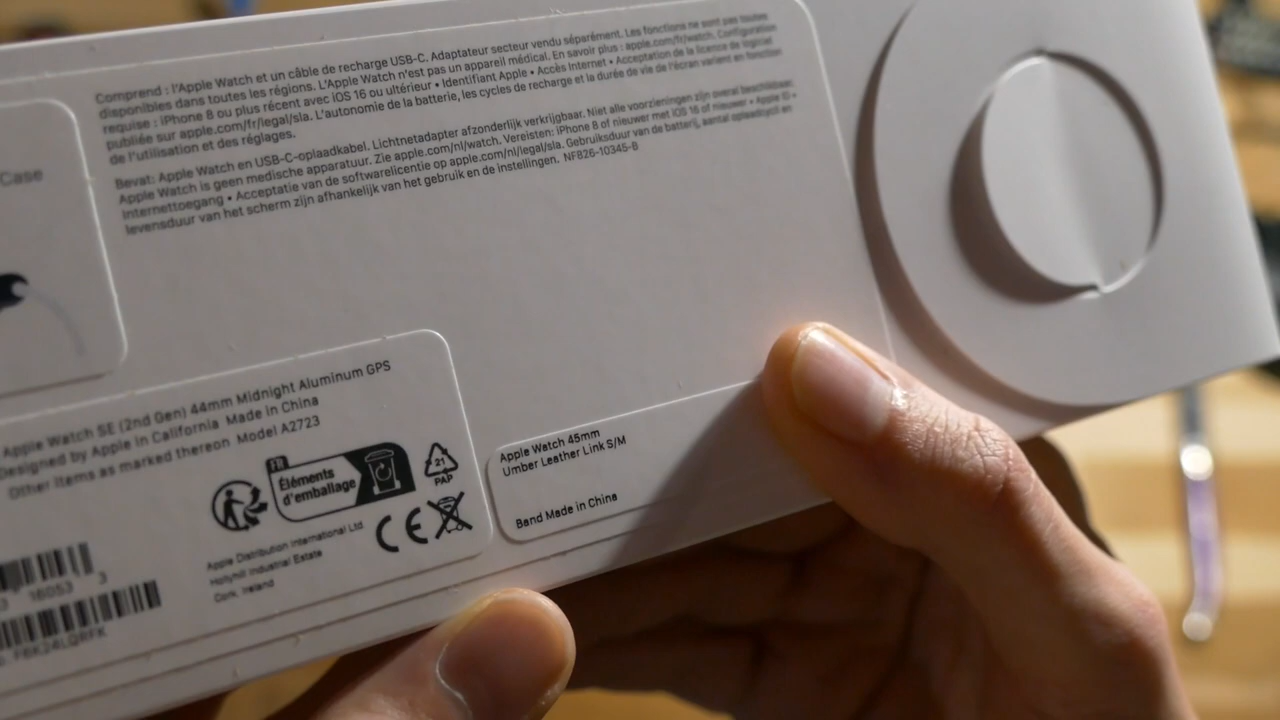 Comprend : l'Apple Watch et un câble de recharge USB-C. Adaptateur secteur vendu séparément. Les fonctions ne sont pas toutes
disponibles dans toutes les régions. L'Apple Watch n'est pas un appareil médical. En savoir plus : apple.com/fr/watch. Configuration
requise : iPhone 8 ou plus récent avec iOS 16 ou ultérieur • Identifiant Apple • Accès Internet • Acceptation de la licence de logiciel
publiée sur apple.com/fr/legal/sla. L'autonomie de la batterie, les cycles de recharge et la durée de vie de l'écran varient en fonction
de l'utilisation et des réglages.
Bevat: Apple Watch en USB-C-oplaadkabel. Lichtnetadapter afzonderlijk verkrijgbaar. Niet alle voorzieningen zijn overal beschikbaar.
Apple Watch is geen medische apparatuur. Zie apple.com/nl/watch. Vereisten: iPhone 8 of nieuwer met iOS 16 of nieuwer • Apple ID •
Internettoegang • Acceptatie van de softwarelicentie op apple.com/nl/legal/sla. Gebruiksduur van de batterij, aantal oplaadcycli en
levensduur van het scherm zijn afhankelijk van het gebruik en de instellingen. NFB26-10345-B
Case
Apple Watch SE (2nd Gen) 44mm Midnight Aluminum GPS
Designed by Apple in California Made in China
Other items as marked thereon Model A2723
FR
Éléments
d'emballage
21
PAP
CE
Apple Distribution International Ltd
Hollyhill Industrial Estate
Cork, Ireland
3 18053 3
F6K24LQRFK
Apple Watch 45mm
Umber Leather Link S/M
Band Made in China